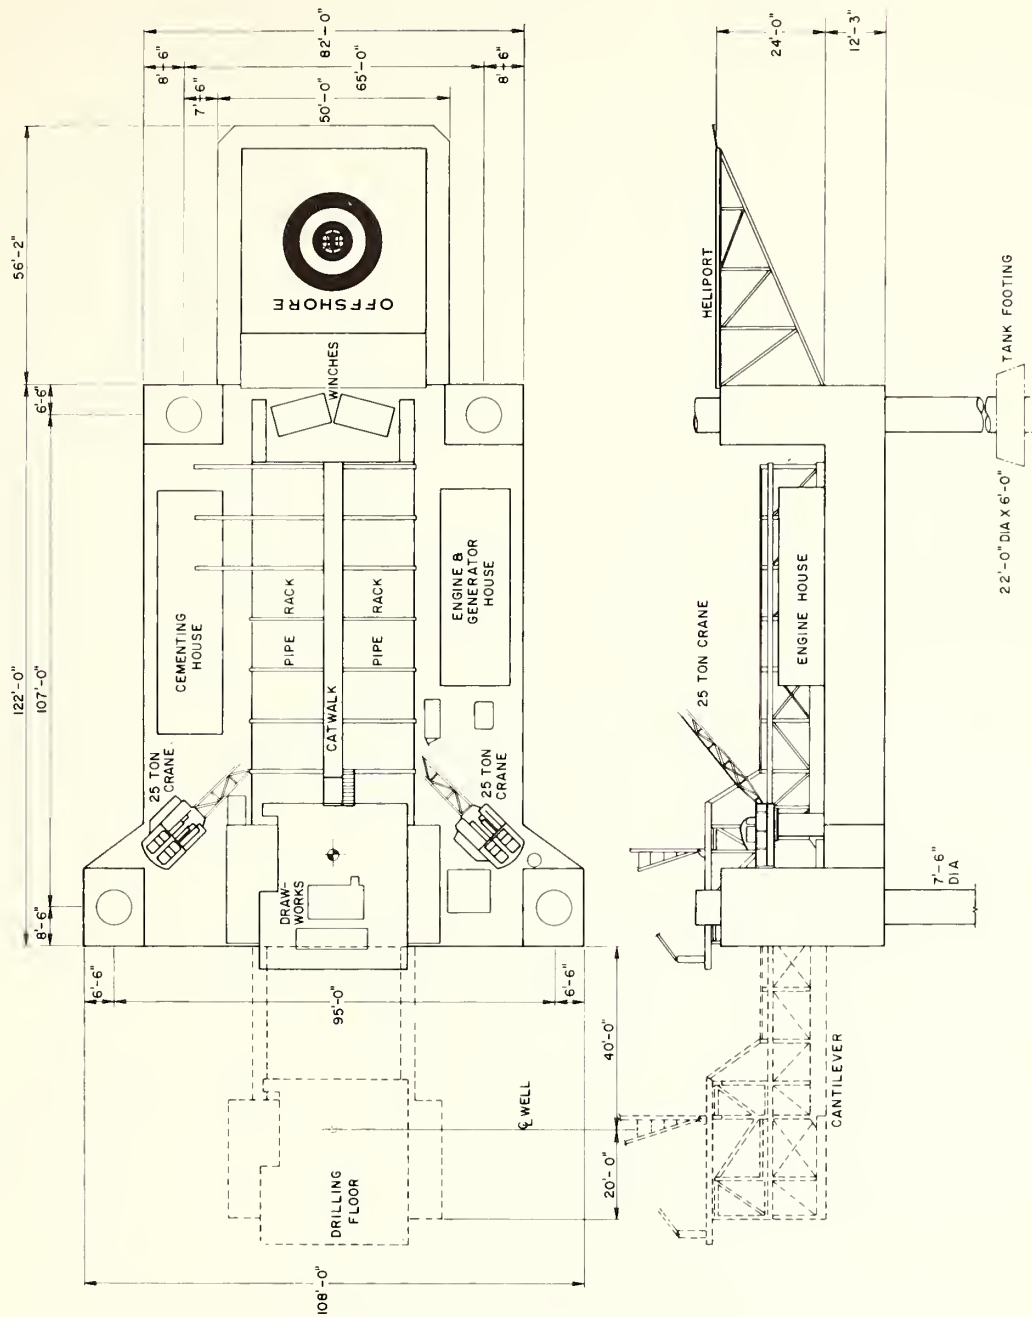 82'-0"
8'-6"
65'-0"
8'-6"
7'-6"
50'-0"
56'-2"
OFFSHORE
WINCHES
6'-6"
122'-0"
107'-0"
8'-6"
CEMENTING
HOUSE
PIPE RACK
PIPE RACK
CATWALK
ENGINE &
GENERATOR
HOUSE
25 TON
CRANE
25 TON
CRANE
DRAW-
WORKS
6'-6"
95'-0"
6'-6"
108'-0"
DRILLING
FLOOR
℄ WELL
40'-0"
20'-0"
24'-0"
12'-3"
HELIPORT
TANK FOOTING
22'-0" DIA X 6'-0"
25 TON CRANE
ENGINE HOUSE
7'-6"
DIA
CANTILEVER